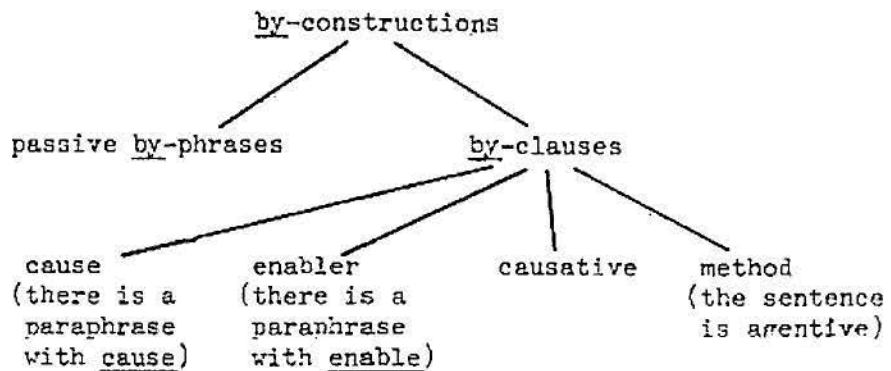 by-constructions
passive by-phrases by-clauses
cause enabler causative method
(there is a (there is a (the sentence
paraphrase paraphrase is agentive)
with cause) with enable)